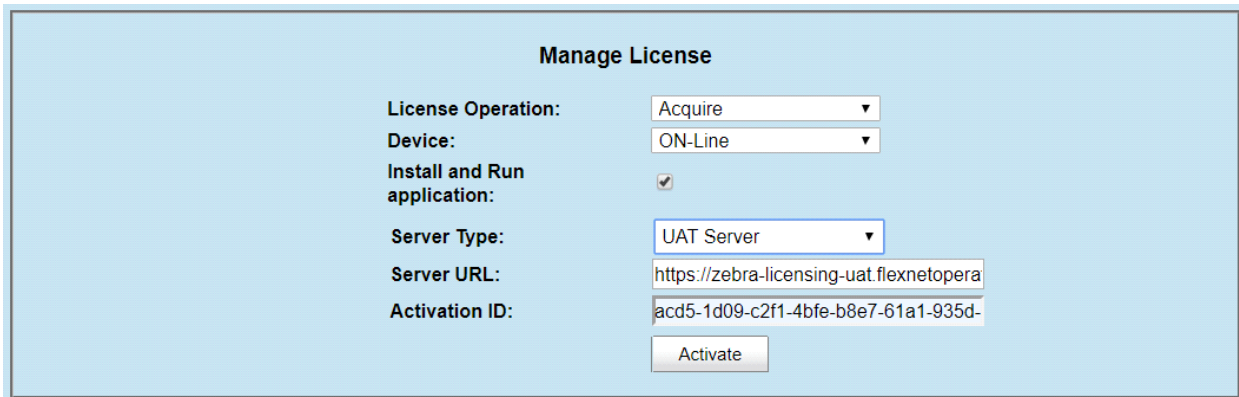 Manage License
License Operation: Acquire
Device: ON-Line
Install and Run
application:
Server Type: UAT Server
Server URL: https://zebra-licensing-uat.flexnetopera
Activation ID: acd5-1d09-c2f1-4bfe-b8e7-61a1-935d-
Activate